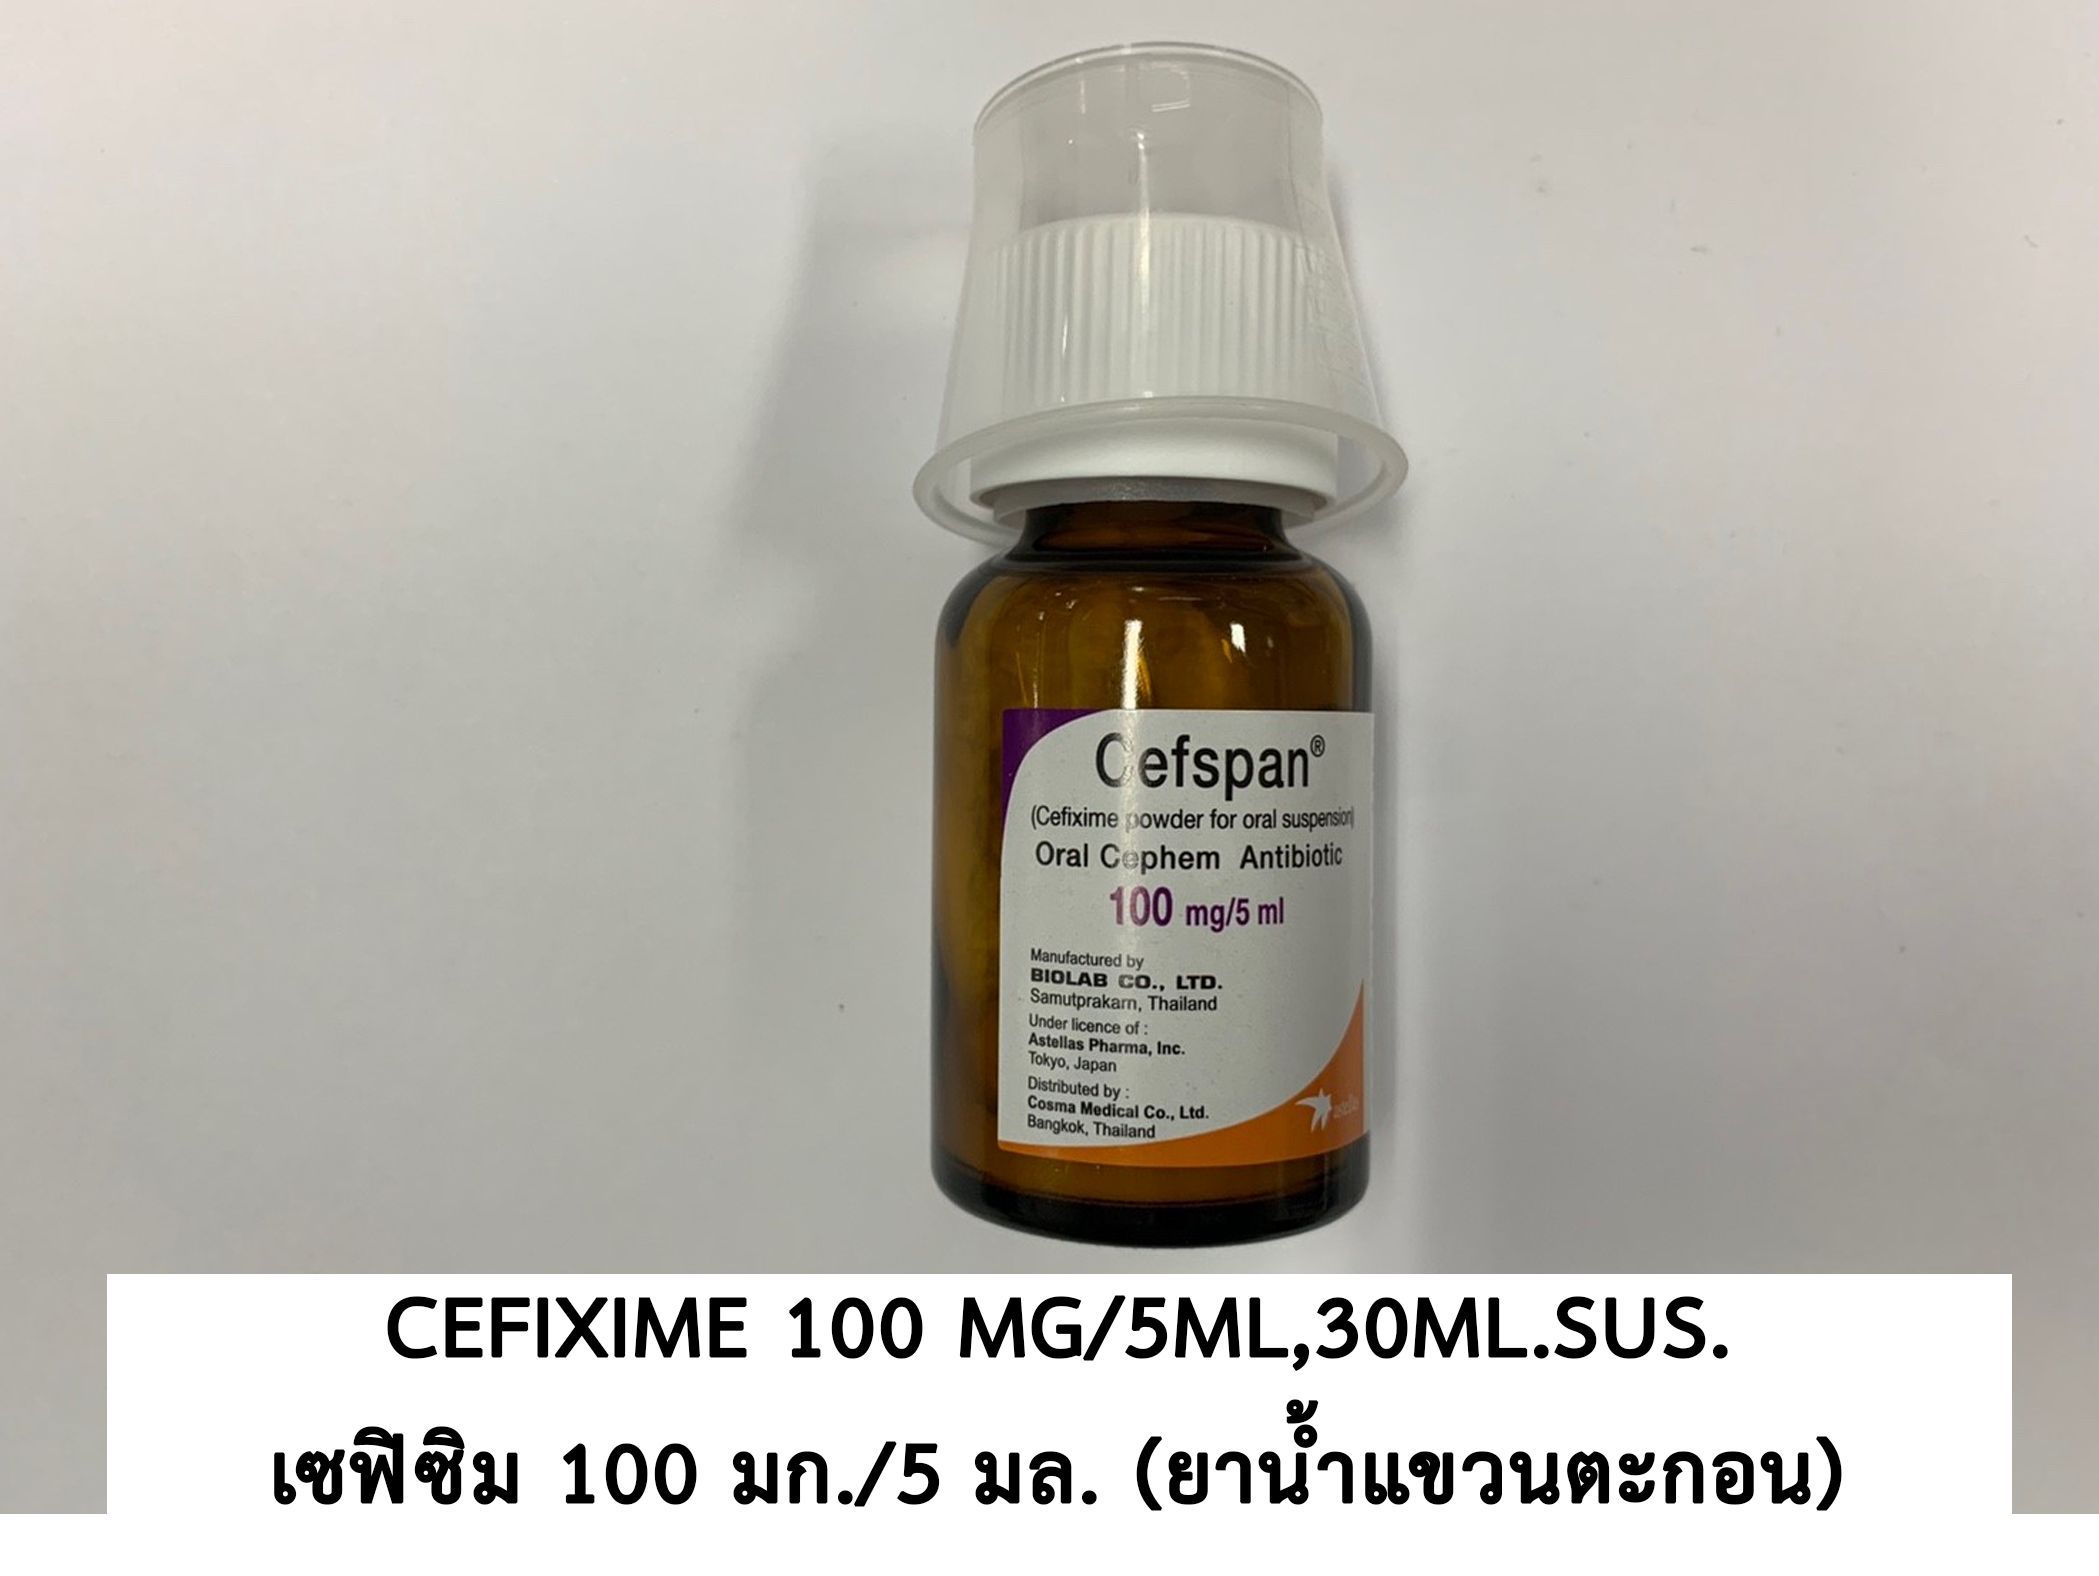 Cefspan®
(Cefixime powder for oral suspension)
Oral Cephem Antibiotic
100 mg/5 ml
Manufactured by
BIOLAB CO., LTD.
Samutprakarn, Thailand
Under licence of :
Astellas Pharma, Inc.
Tokyo, Japan
Distributed by :
Cosma Medical Co., Ltd.
Bangkok, Thailand
astellas
CEFIXIME 100 MG/5ML,30ML.SUS.
เซฟิซิม 100 มก./5 มล. (ยาน้ำแขวนตะกอน)